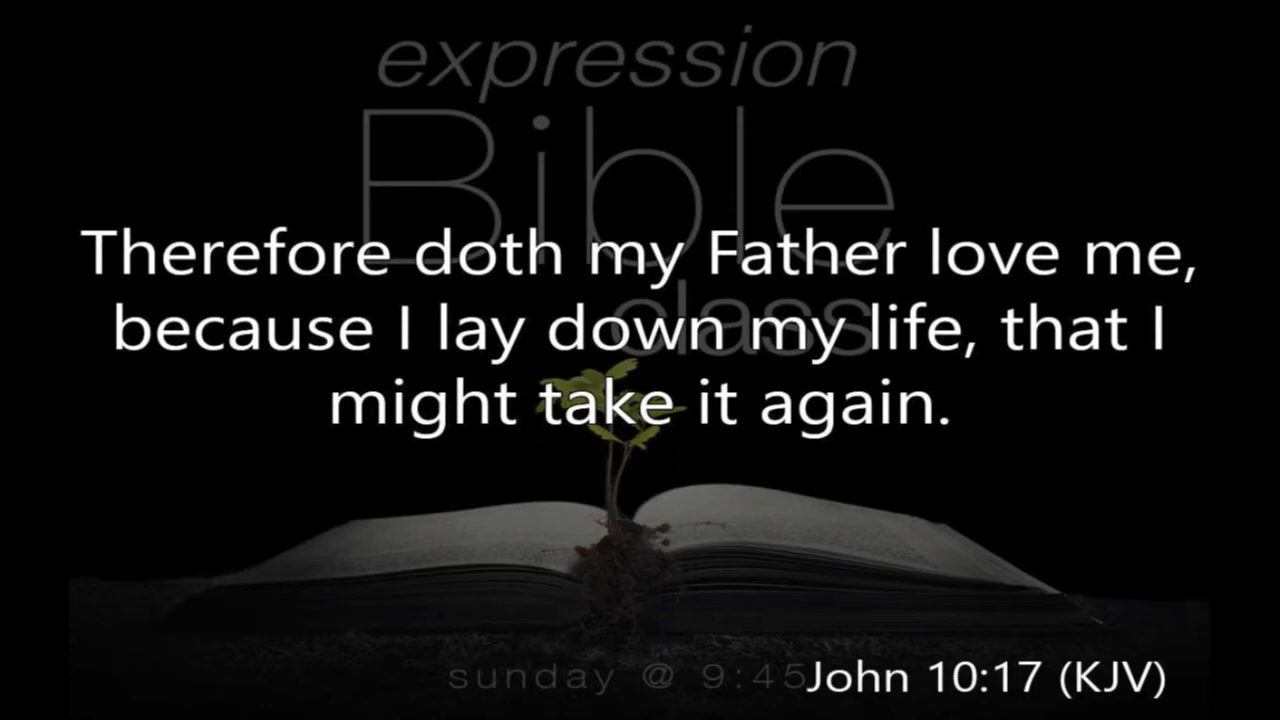 expression
Bible
class
Therefore doth my Father love me,
because I lay down my life, that I
might take it again.
sunday @ 9:45
John 10:17 (KJV)